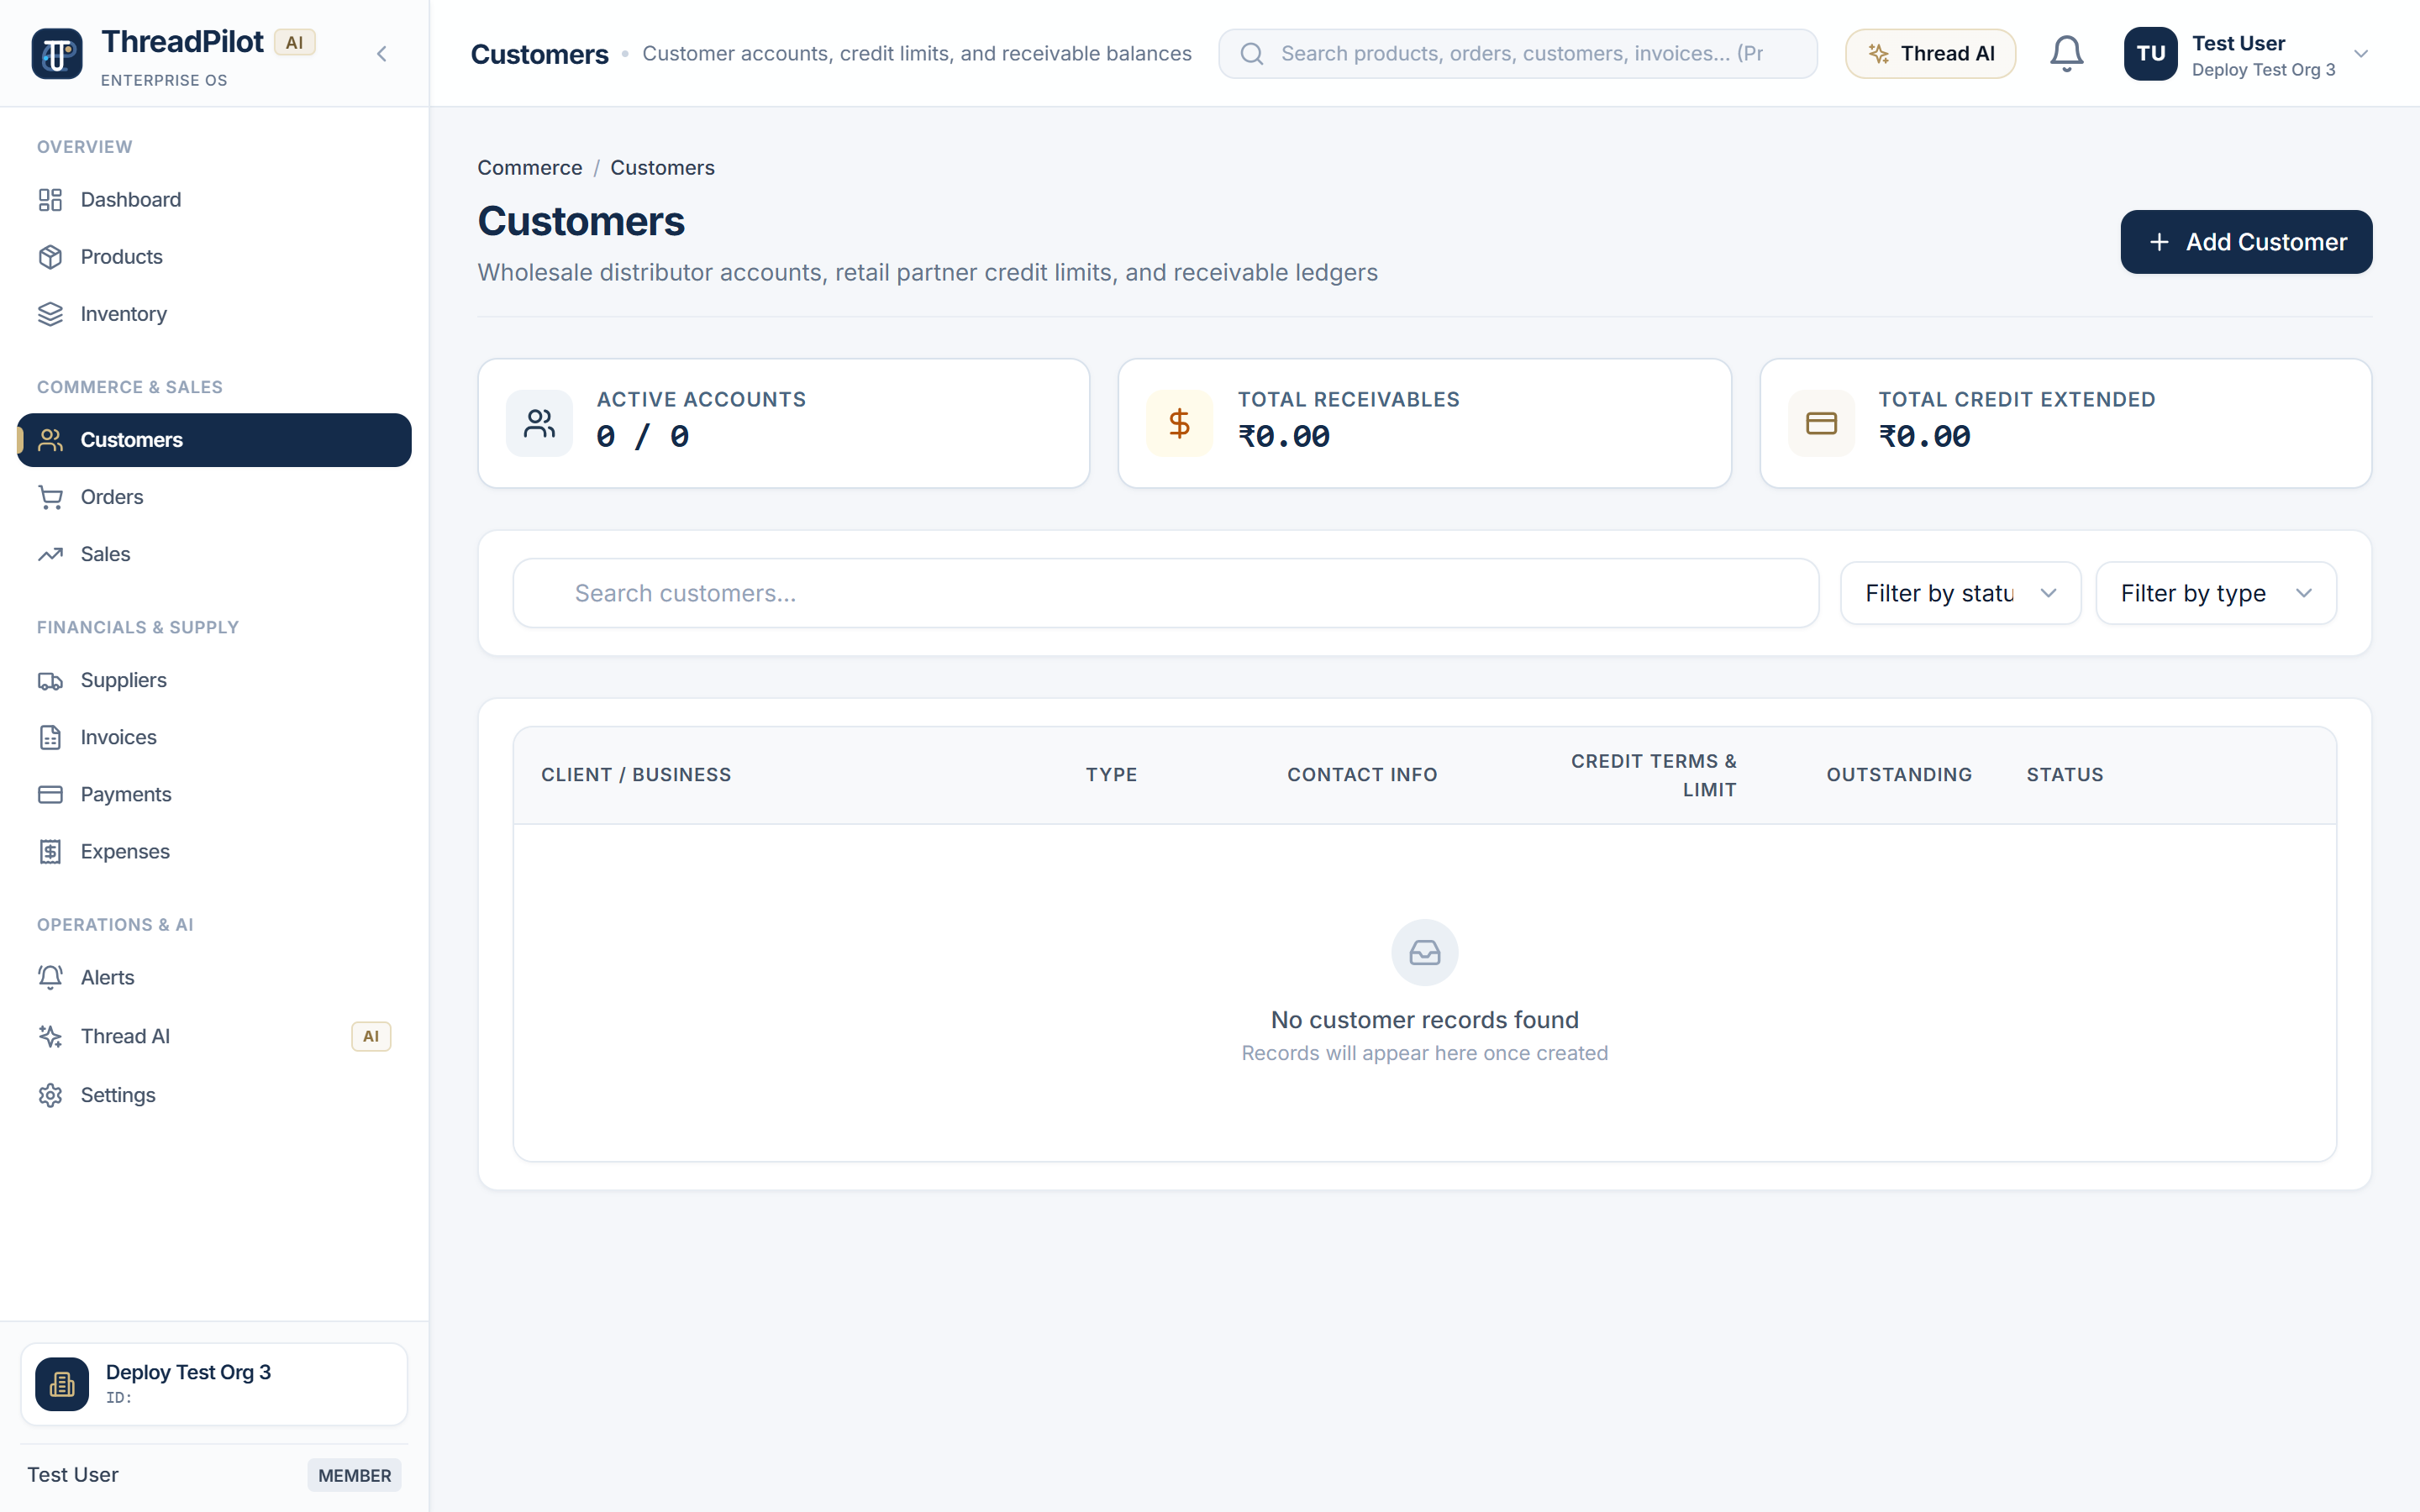 ThreadPilot AI
ENTERPRISE OS
OVERVIEW
Dashboard
Products
Inventory
COMMERCE & SALES
Customers
Orders
Sales
FINANCIALS & SUPPLY
Suppliers
Invoices
Payments
Expenses
OPERATIONS & AI
Alerts
Thread AI AI
Settings
Deploy Test Org 3
ID:
Test User MEMBER
Customers • Customer accounts, credit limits, and receivable balances
Search products, orders, customers, invoices... (Pr
Thread AI
TU
Test User
Deploy Test Org 3
Commerce / Customers
Customers
Wholesale distributor accounts, retail partner credit limits, and receivable ledgers
Add Customer
ACTIVE ACCOUNTS
0 / 0
TOTAL RECEIVABLES
₹0.00
TOTAL CREDIT EXTENDED
₹0.00
Search customers...
Filter by statu
Filter by type
CLIENT / BUSINESS
TYPE
CONTACT INFO
CREDIT TERMS &
LIMIT
OUTSTANDING
STATUS
No customer records found
Records will appear here once created